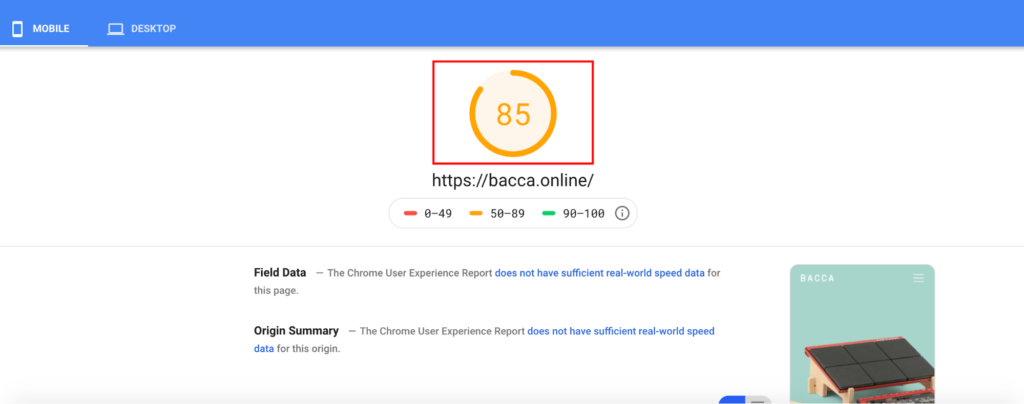 MOBILE
DESKTOP
85
https://bacca.online/
0–49 50–89 90–100
Field Data — The Chrome User Experience Report does not have sufficient real-world speed data for
this page.
Origin Summary — The Chrome User Experience Report does not have sufficient real-world speed
data for this origin.
BACCA